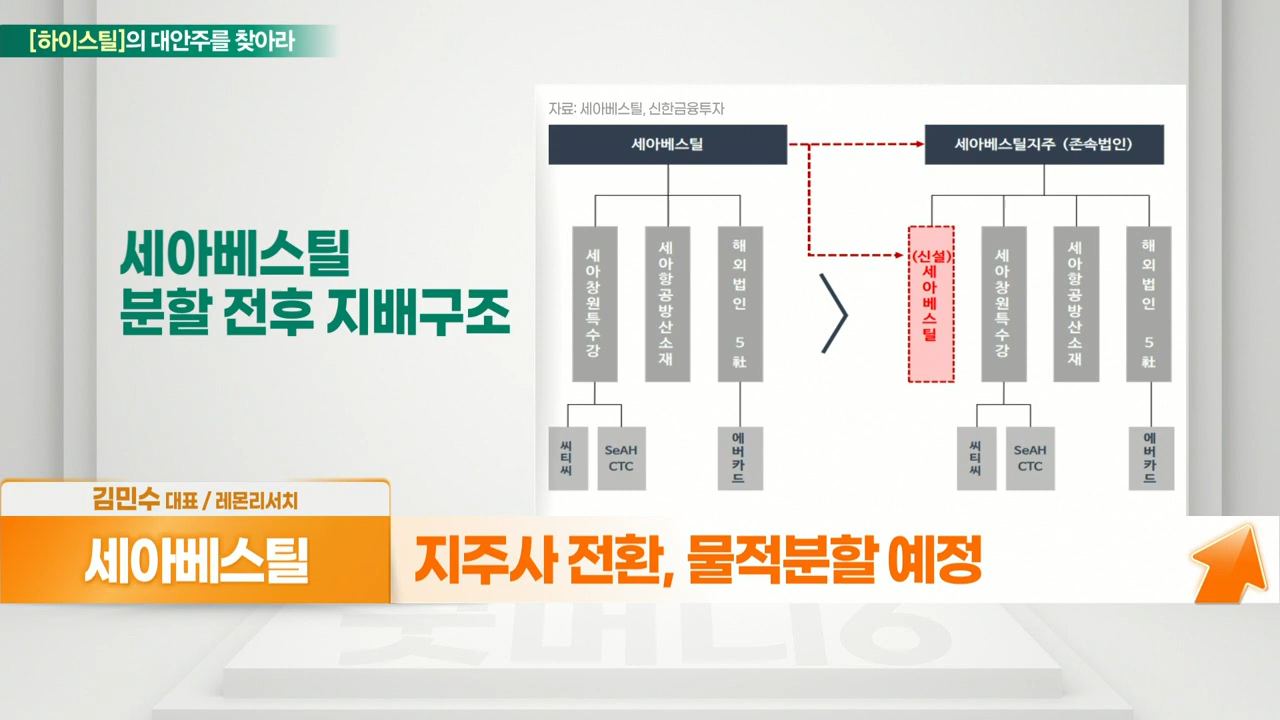 [하이스틸]의 대안주를 찾아라
자료: 세아베스틸, 신한금융투자
세아베스틸
분할 전후 지배구조
세아베스틸
세아창원특수강
세아항공방산소재
해외법인 5社
씨티씨
SeAH
CTC
에버카드
세아베스틸지주 (존속법인)
(신설)
세아베스틸
세아창원특수강
세아항공방산소재
해외법인 5社
씨티씨
SeAH
CTC
에버카드
김민수 대표 / 레몬리서치
세아베스틸
지주사 전환, 물적분할 예정